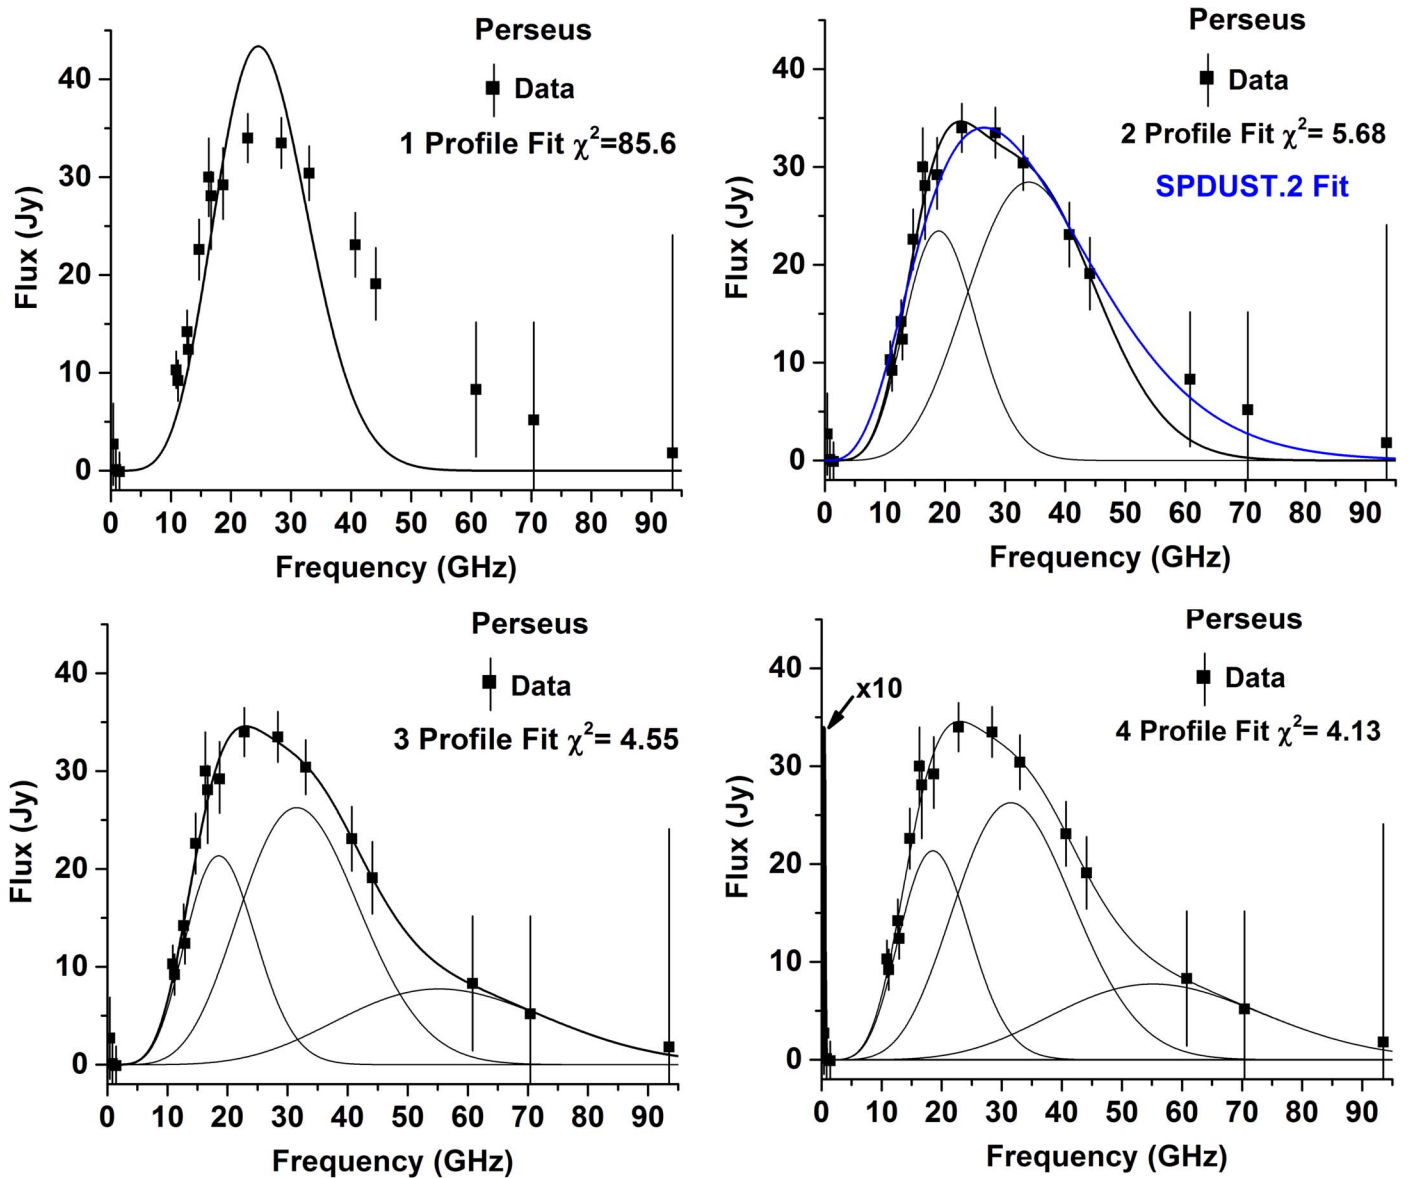 Perseus
Data
1 Profile Fit χ²=85.6
40
30
20
10
0
Flux (Jy)
0 10 20 30 40 50 60 70 80 90
Frequency (GHz)
Perseus
Data
2 Profile Fit χ²= 5.68
SPDUST.2 Fit
40
30
20
10
0
Flux (Jy)
0 10 20 30 40 50 60 70 80 90
Frequency (GHz)
Perseus
Data
3 Profile Fit χ²= 4.55
40
30
20
10
0
Flux (Jy)
0 10 20 30 40 50 60 70 80 90
Frequency (GHz)
Perseus
Data
x10
4 Profile Fit χ²= 4.13
40
30
20
10
0
Flux (Jy)
0 10 20 30 40 50 60 70 80 90
Frequency (GHz)